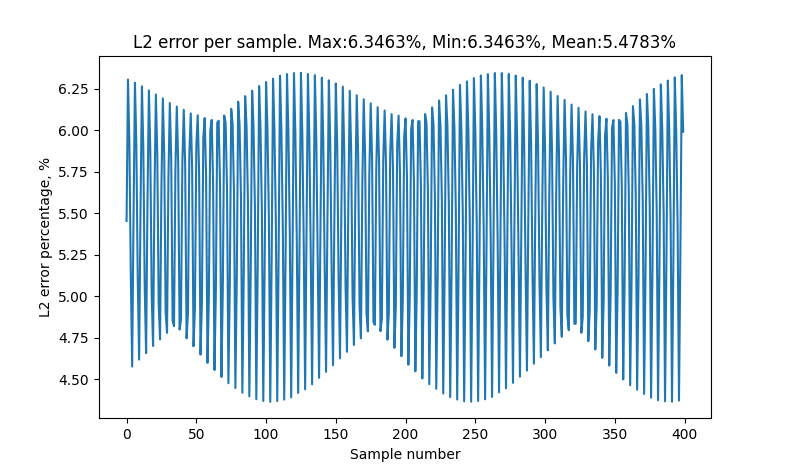 L2 error per sample. Max:6.3463%, Min:6.3463%, Mean:5.4783%
L2 error percentage, %
6.25
6.00
5.75
5.50
5.25
5.00
4.75
4.50
0 50 100 150 200 250 300 350 400
Sample number